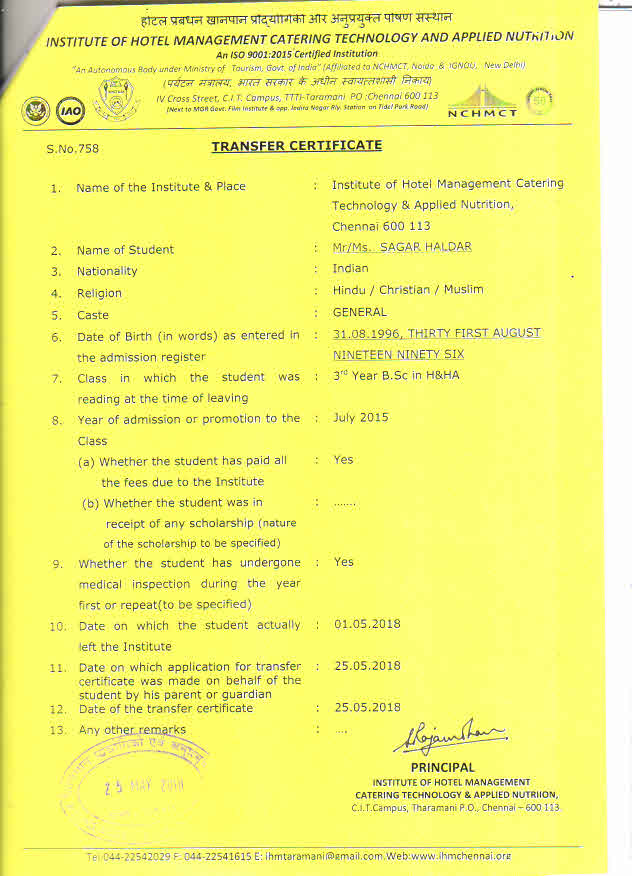 होटल प्रबंधन खानपान प्रौद्योगिकी और अनुप्रयुक्त पोषण संस्थान
INSTITUTE OF HOTEL MANAGEMENT CATERING TECHNOLOGY AND APPLIED NUTRITION
An ISO 9001:2015 Certified Institution
"An Autonomous Body under Ministry of Tourism, Govt. of India" (Affiliated to NCHMCT, Noida & IGNOU, New Delhi)
(पर्यटन मंत्रालय, भारत सरकार के अधीन स्वायत्तशासी निकाय)
IV Cross Street, C.I.T. Campus, TTTI-Taramani PO :Chennai 600 113
(Next to MGR Govt. Film Institute & opp. Indira Nagar Rly. Station on Tidel Park Road)
IAO
NCHMCT
50
S.No.758
TRANSFER CERTIFICATE
1. Name of the Institute & Place : Institute of Hotel Management Catering
Technology & Applied Nutrition,
Chennai 600 113
2. Name of Student : Mr/Ms. SAGAR HALDAR
3. Nationality : Indian
4. Religion : Hindu / Christian / Muslim
5. Caste : GENERAL
6. Date of Birth (in words) as entered in : 31.08.1996, THIRTY FIRST AUGUST
the admission register NINETEEN NINETY SIX
7. Class in which the student was : 3rd Year B.Sc in H&HA
reading at the time of leaving
8. Year of admission or promotion to the : July 2015
Class
(a) Whether the student has paid all : Yes
the fees due to the Institute
(b) Whether the student was in : .......
receipt of any scholarship (nature
of the scholarship to be specified)
9. Whether the student has undergone : Yes
medical inspection during the year
first or repeat(to be specified)
10. Date on which the student actually : 01.05.2018
left the Institute
11. Date on which application for transfer : 25.05.2018
certificate was made on behalf of the
student by his parent or guardian
12. Date of the transfer certificate : 25.05.2018
13. Any other remarks : ....
25 MAY 2018
PRINCIPAL
INSTITUTE OF HOTEL MANAGEMENT
CATERING TECHNOLOGY & APPLIED NUTRIION,
C.I.T.Campus, Tharamani P.O., Chennai – 600 113
Tel:044-22542029 F: 044-22541615 E: ihmtaramani@gmail.com.Web:www.ihmchennai.org